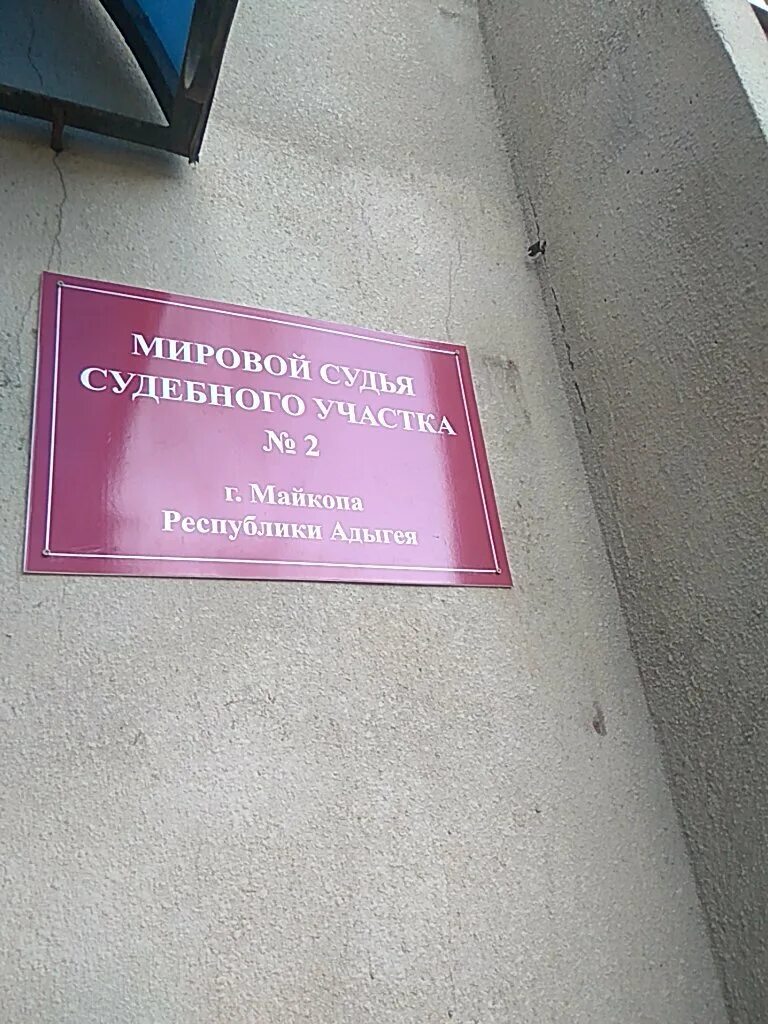 МИРОВОЙ СУДЬЯ
СУДЕБНОГО УЧАСТКА
№ 2
г. Майкопа
Республики Адыгея